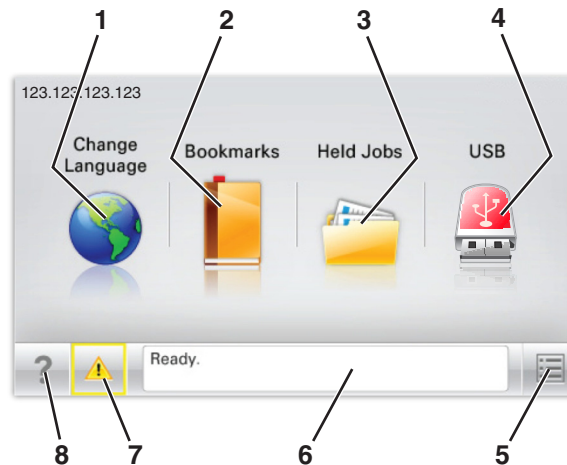 1 2 3 4
123.123.123.123
Change
Language
Bookmarks
Held Jobs
USB
?
Ready.
8 7 6 5